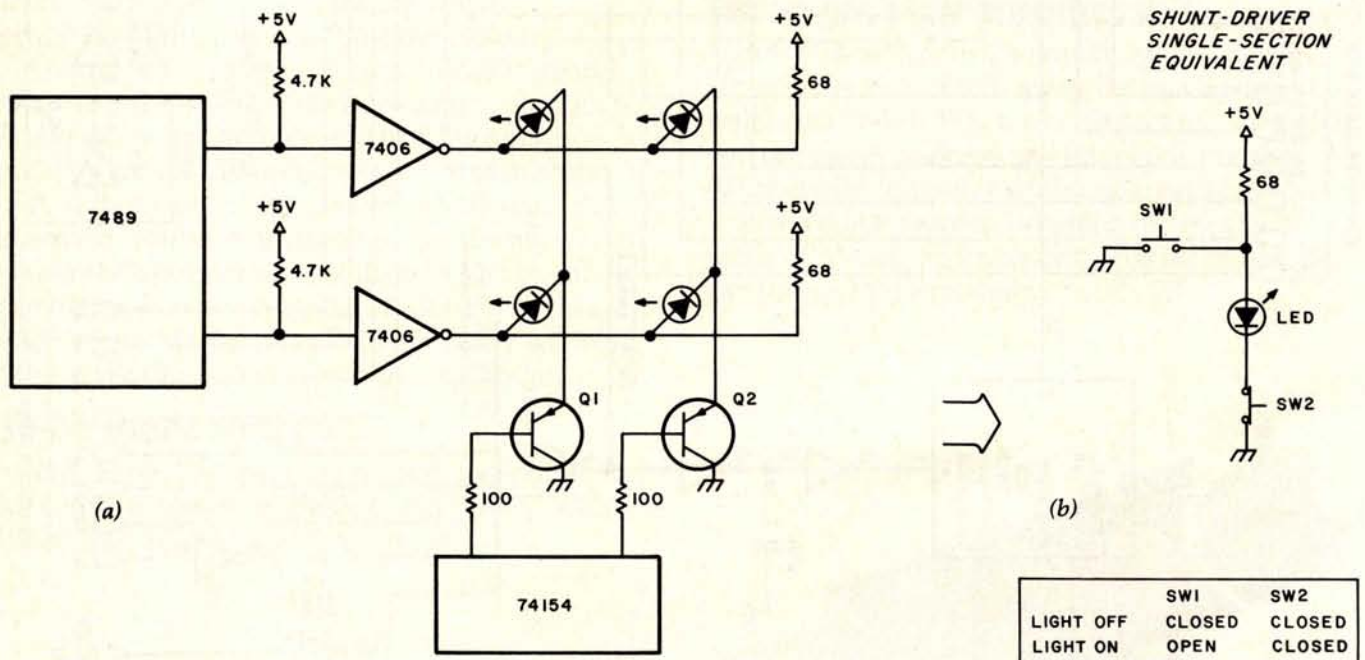 +5V
4.7K
7406
+5V
68
7489
+5V
4.7K
7406
+5V
68
Q1
Q2
100
100
74154
(a)
SHUNT-DRIVER
SINGLE-SECTION
EQUIVALENT
+5V
68
SW1
LED
SW2
(b)
SW1 SW2
LIGHT OFF CLOSED CLOSED
LIGHT ON OPEN CLOSED